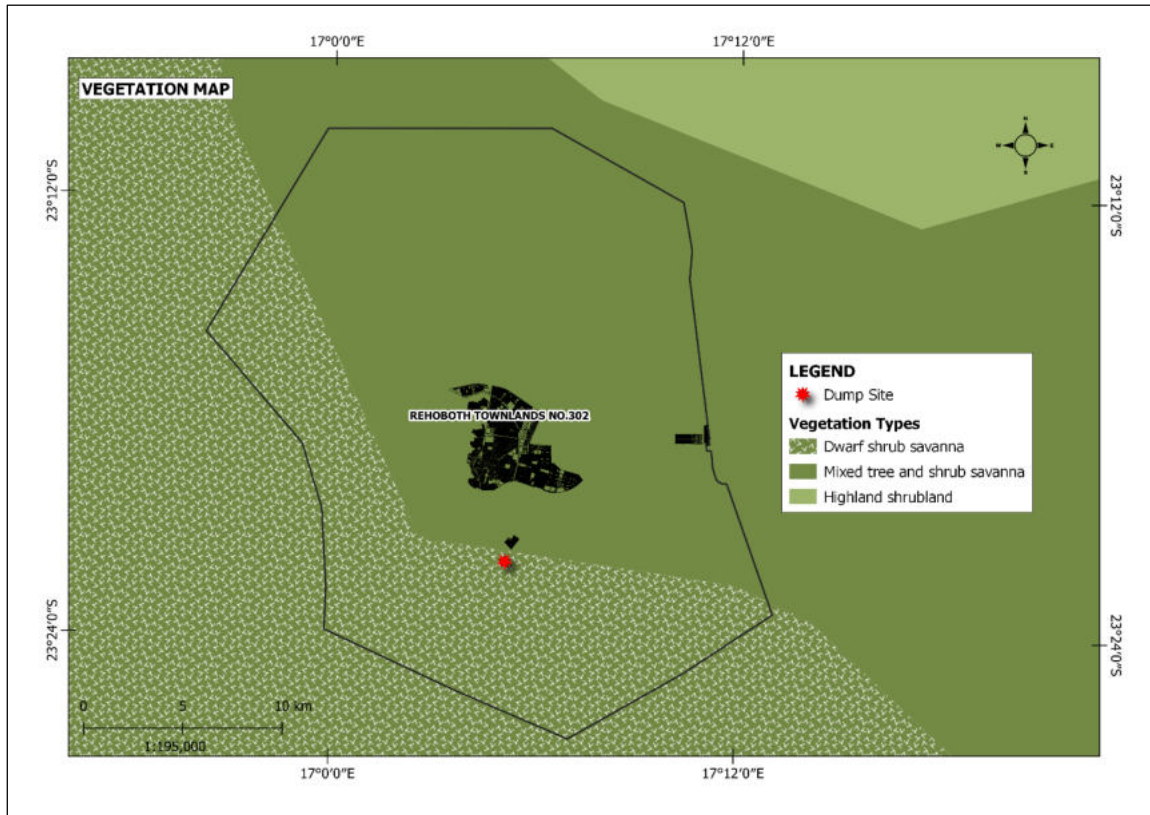 17°0'0"E
17°12'0"E
VEGETATION MAP
N
W
E
S
23°12'0"S
23°12'0"S
LEGEND
Dump Site
Vegetation Types
Dwarf shrub savanna
Mixed tree and shrub savanna
Highland shrubland
REHOBOTH TOWNLANDS NO.302
23°24'0"S
23°24'0"S
0
5
10 km
1:195,000
17°0'0"E
17°12'0"E